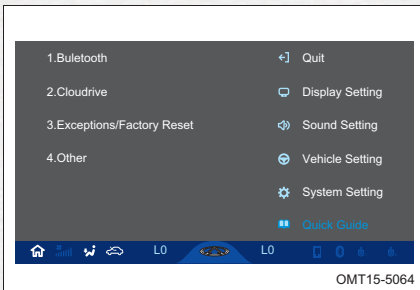 1.Buletooth
2.Cloudrive
3.Exceptions/Factory Reset
4.Other
Quit
Display Setting
Sound Setting
Vehicle Setting
System Setting
Quick Guide
L0 L0
OMT15-5064